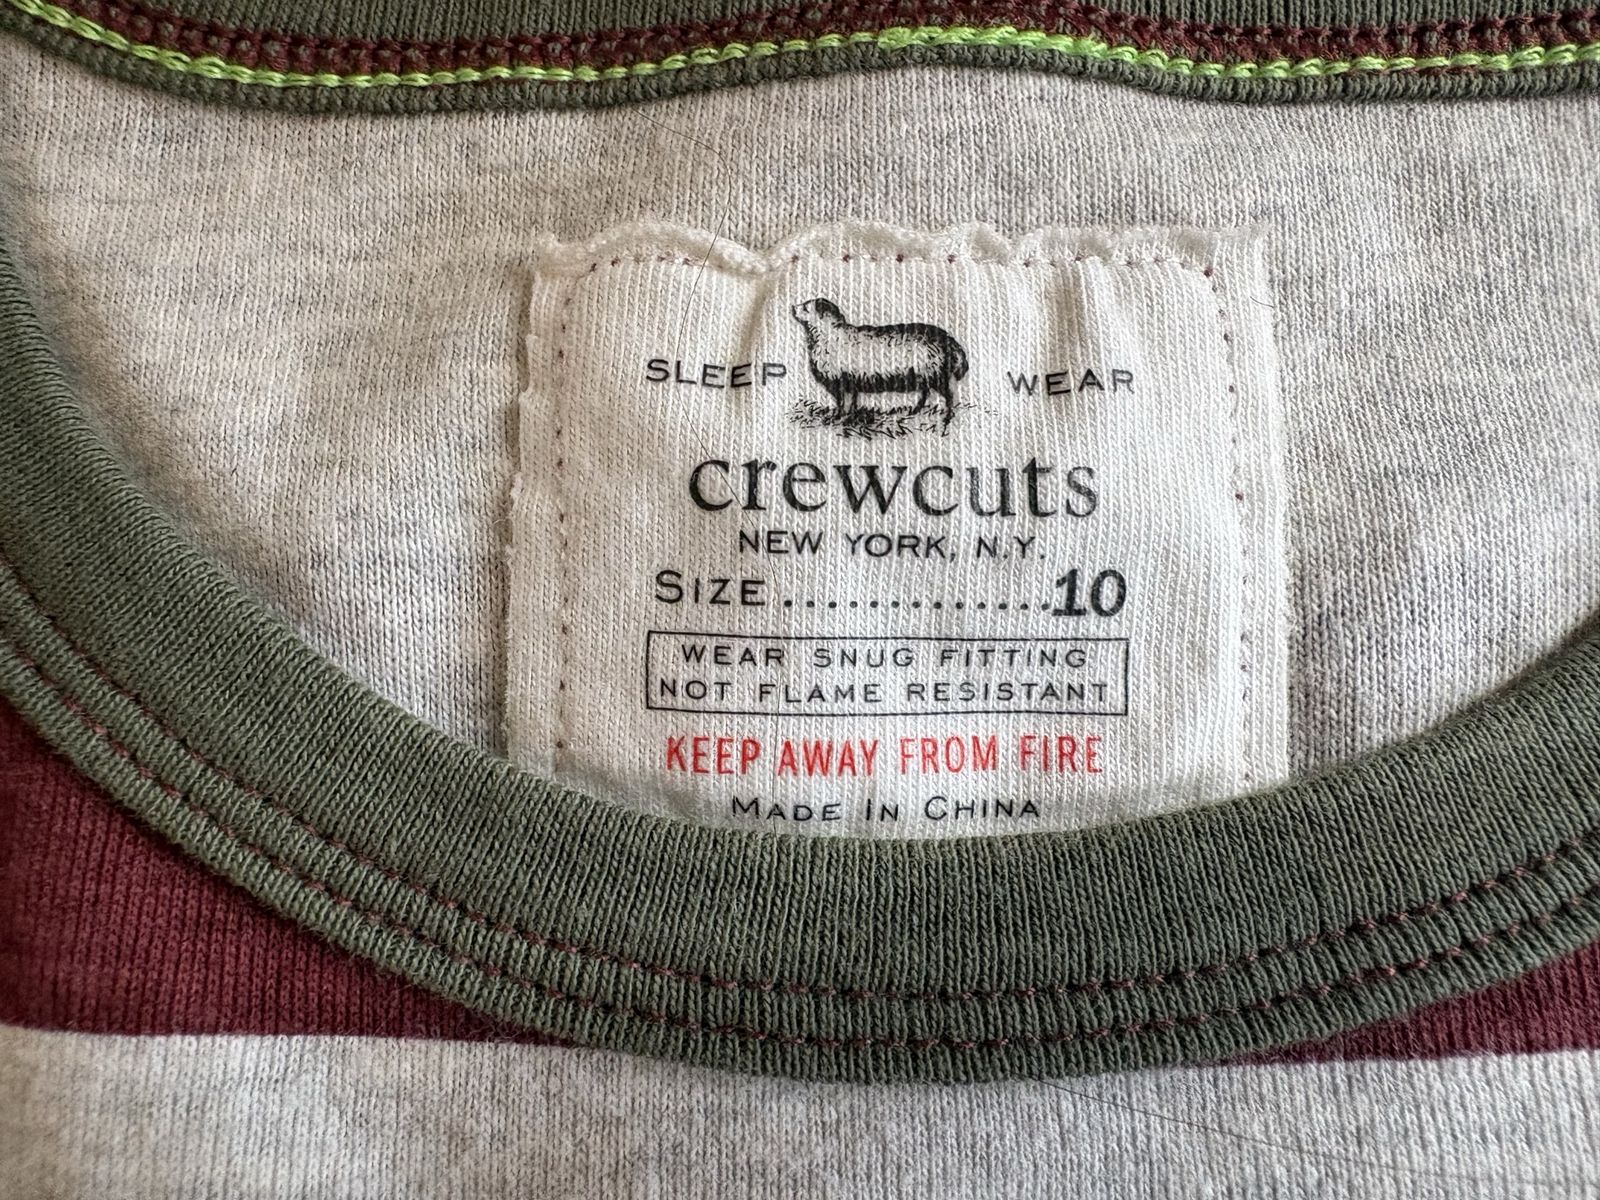 SLEEP WEAR
crewcuts
NEW YORK, N.Y.
SIZE..............10
WEAR SNUG FITTING
NOT FLAME RESISTANT
KEEP AWAY FROM FIRE
MADE IN CHINA